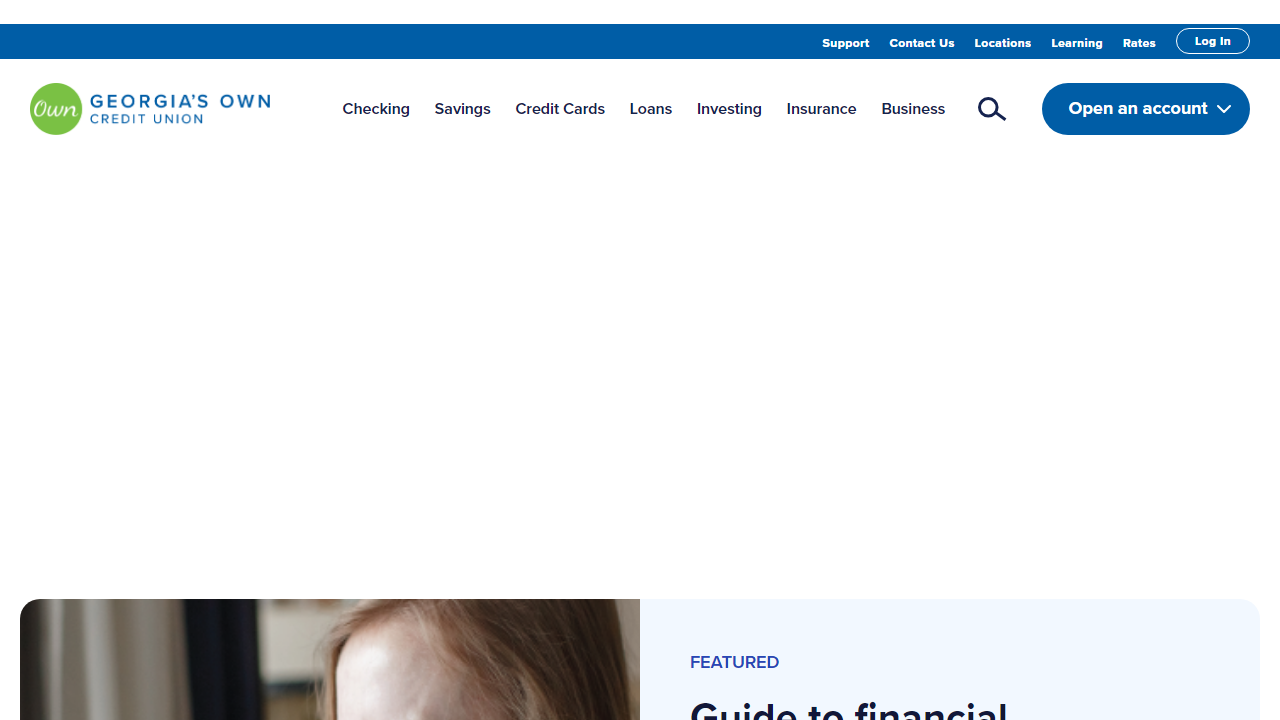 Support Contact Us Locations Learning Rates Log In
Own GEORGIA'S OWN
CREDIT UNION
Checking Savings Credit Cards Loans Investing Insurance Business Open an account
FEATURED
Guide to financial